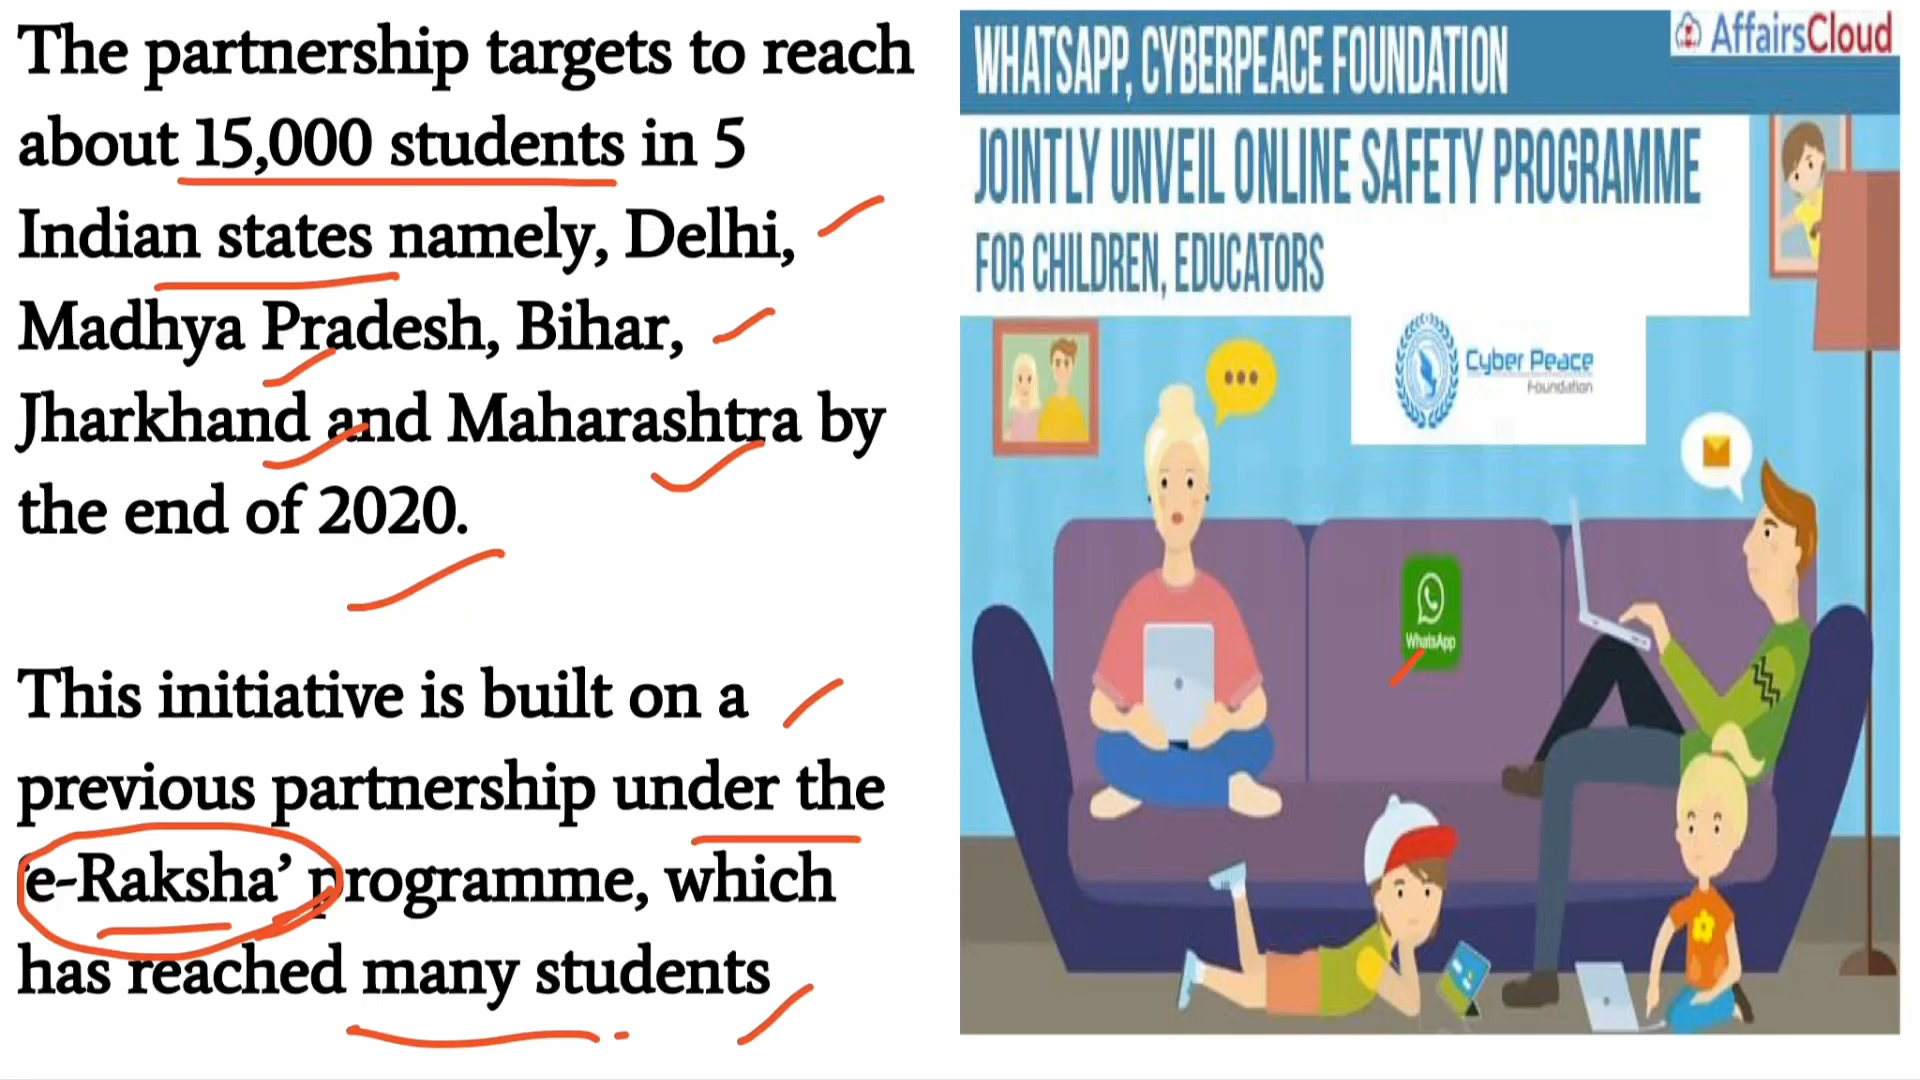 The partnership targets to reach
about 15,000 students in 5
Indian states namely, Delhi,
Madhya Pradesh, Bihar,
Jharkhand and Maharashtra by
the end of 2020.
This initiative is built on a
previous partnership under the
‘e-Raksha’ programme, which
has reached many students
AffairsCloud
WHATSAPP, CYBERPEACE FOUNDATION
JOINTLY UNVEIL ONLINE SAFETY PROGRAMME
FOR CHILDREN, EDUCATORS
Cyber Peace
Foundation
WhatsApp